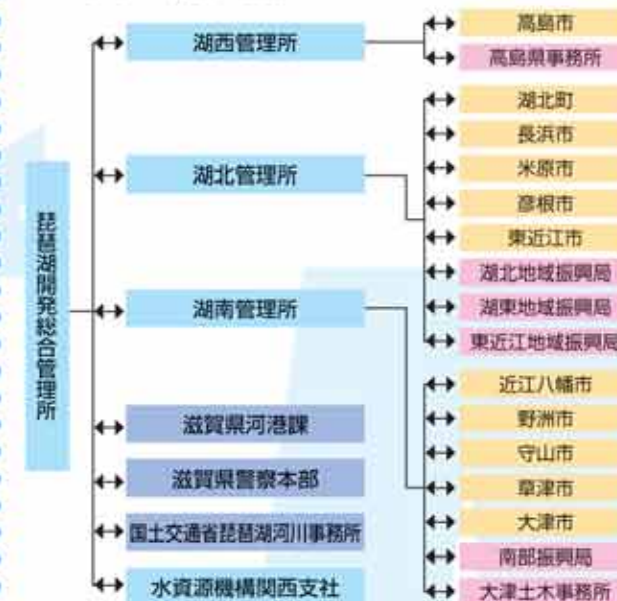 琵琶湖開発総合管理所
湖西管理所
湖北管理所
湖南管理所
滋賀県河港課
滋賀県警察本部
国土交通省琵琶湖河川事務所
水資源機構関西支社
高島市
高島県事務所
湖北町
長浜市
米原市
彦根市
東近江市
湖北地域振興局
湖東地域振興局
東近江地域振興局
近江八幡市
野洲市
守山市
草津市
大津市
南部振興局
大津土木事務所